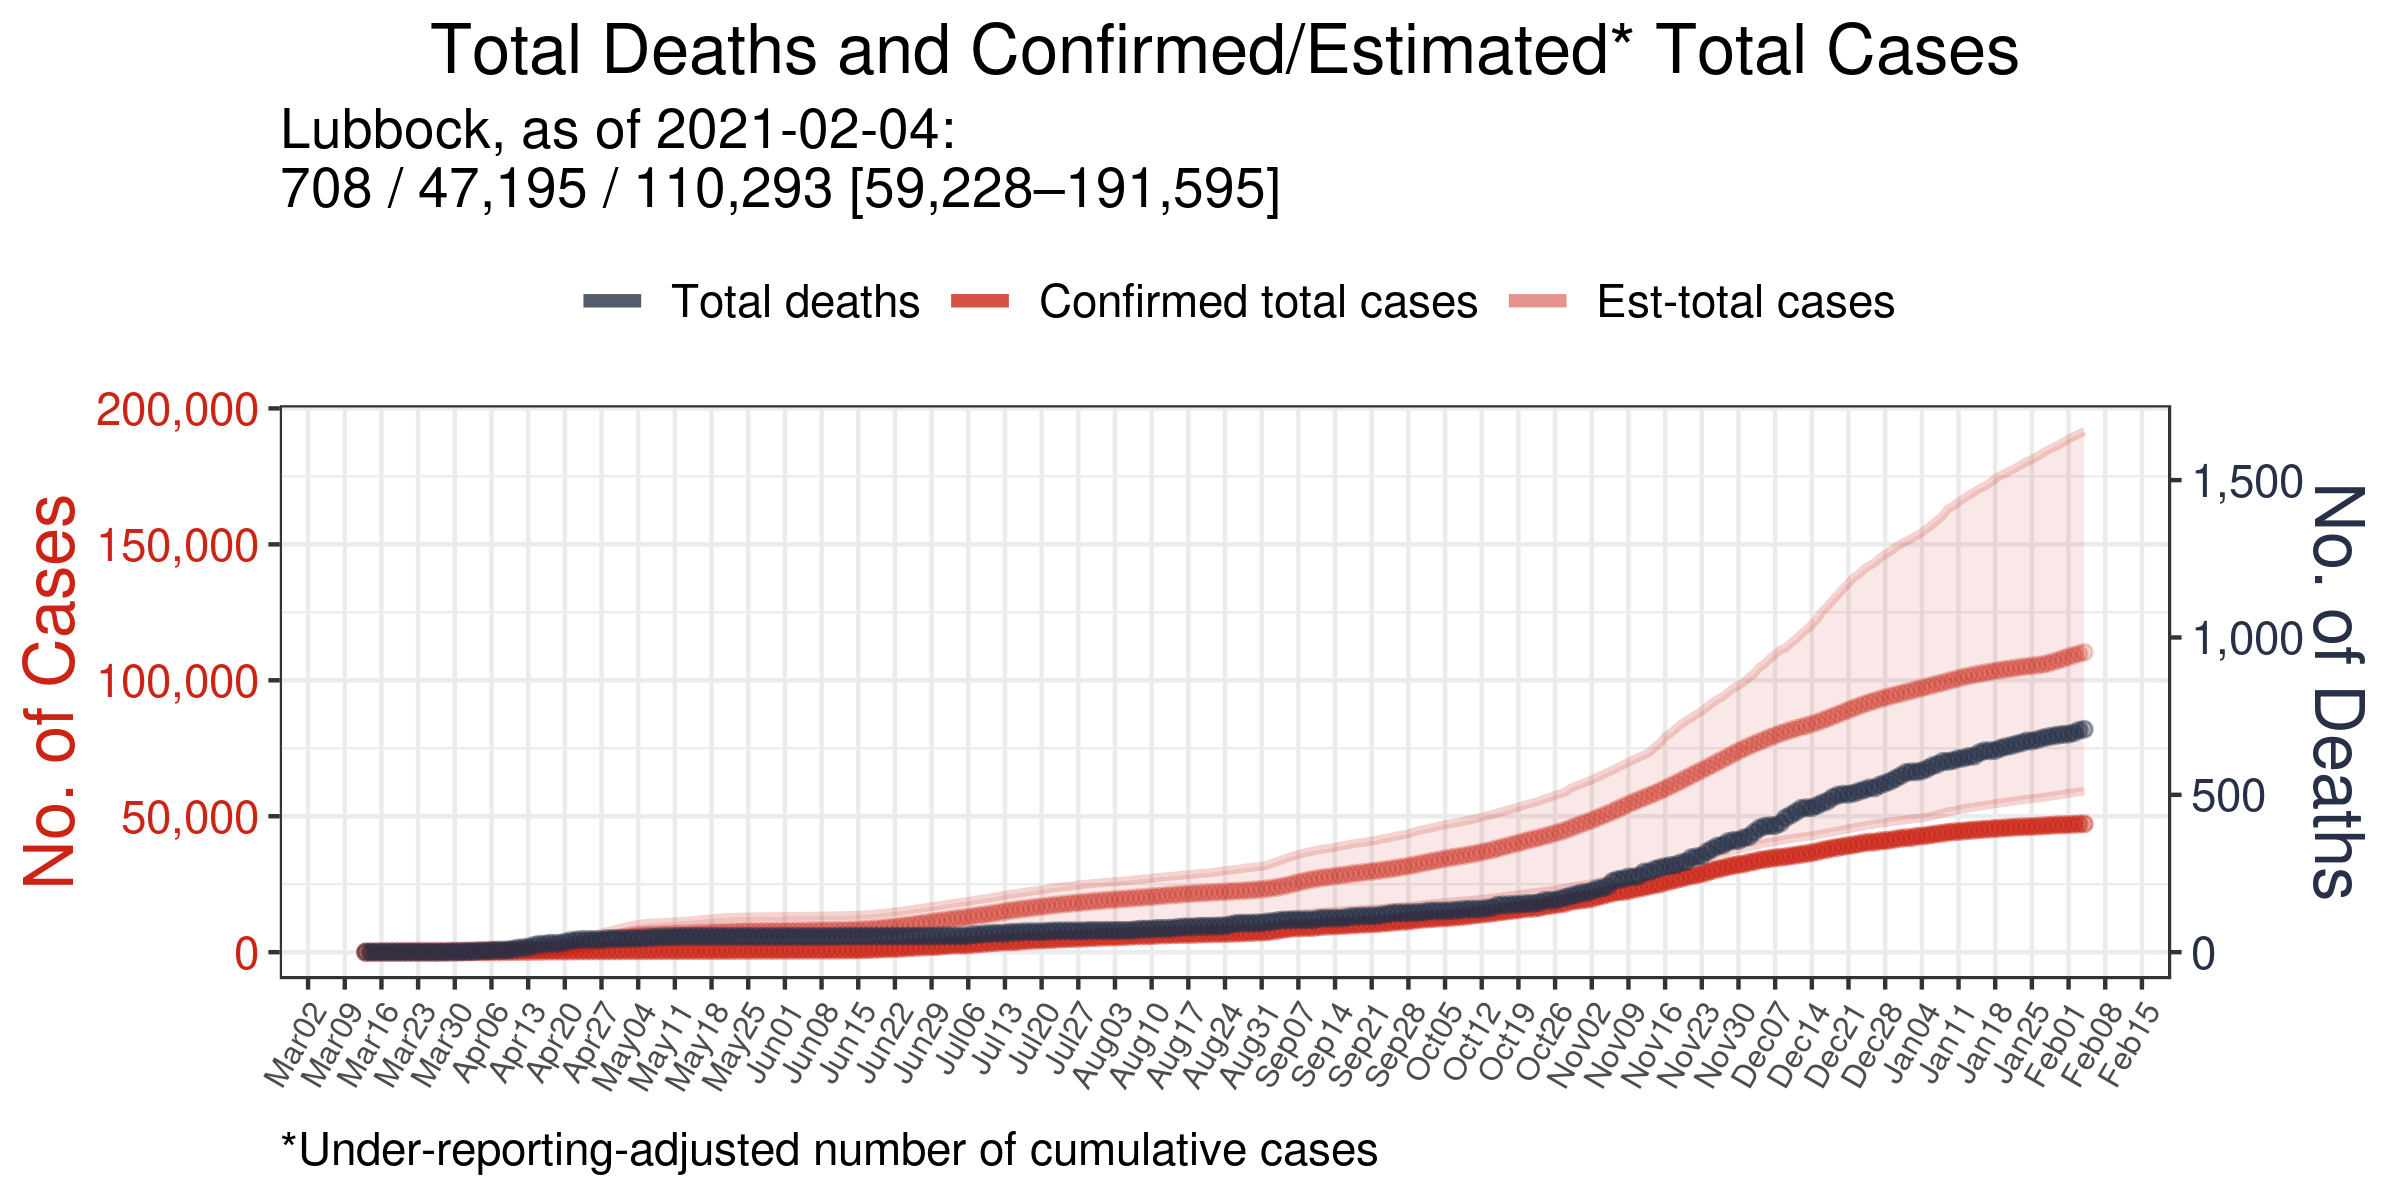 Total Deaths and Confirmed/Estimated* Total Cases
Lubbock, as of 2021-02-04:
708 / 47,195 / 110,293 [59,228–191,595]
Total deaths
Confirmed total cases
Est-total cases
No. of Cases
200,000
150,000
100,000
50,000
0
1,500
1,000
500
0
No. of Deaths
Mar02
Mar09
Mar16
Mar23
Mar30
Apr06
Apr13
Apr20
Apr27
May04
May11
May18
May25
Jun01
Jun08
Jun15
Jun22
Jun29
Jul06
Jul13
Jul20
Jul27
Aug03
Aug10
Aug17
Aug24
Aug31
Sep07
Sep14
Sep21
Sep28
Oct05
Oct12
Oct19
Oct26
Nov02
Nov09
Nov16
Nov23
Nov30
Dec07
Dec14
Dec21
Dec28
Jan04
Jan11
Jan18
Jan25
Feb01
Feb08
Feb15
*Under-reporting-adjusted number of cumulative cases